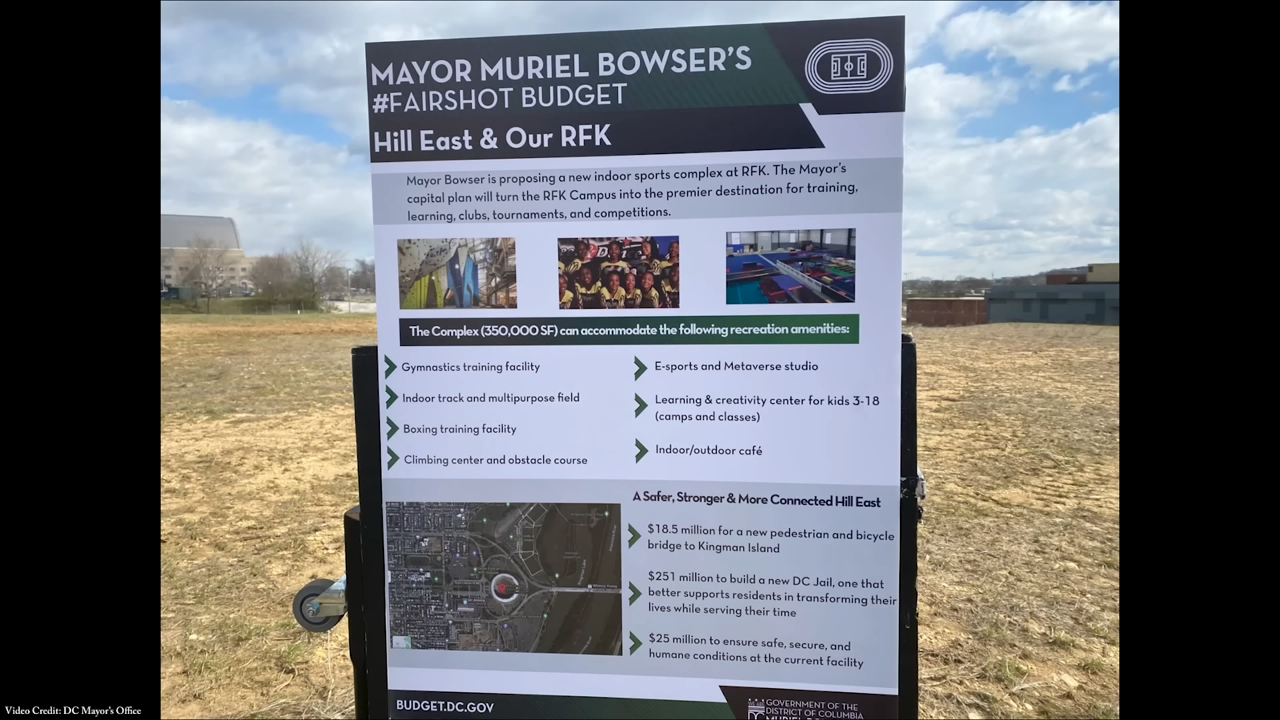 MAYOR MURIEL BOWSER'S
#FAIRSHOT BUDGET
Hill East & Our RFK
Mayor Bowser is proposing a new indoor sports complex at RFK. The Mayor's
capital plan will turn the RFK Campus into the premier destination for training,
learning, clubs, tournaments, and competitions.
The Complex (350,000 SF) can accommodate the following recreation amenities:
Gymnastics training facility
Indoor track and multipurpose field
Boxing training facility
Climbing center and obstacle course
E-sports and Metaverse studio
Learning & creativity center for kids 3-18
(camps and classes)
Indoor/outdoor café
A Safer, Stronger & More Connected Hill East
$18.5 million for a new pedestrian and bicycle
bridge to Kingman Island
$251 million to build a new DC Jail, one that
better supports residents in transforming their
lives while serving their time
$25 million to ensure safe, secure, and
humane conditions at the current facility
BUDGET.DC.GOV
GOVERNMENT OF THE
DISTRICT OF COLUMBIA
Video Credit: DC Mayor's Office